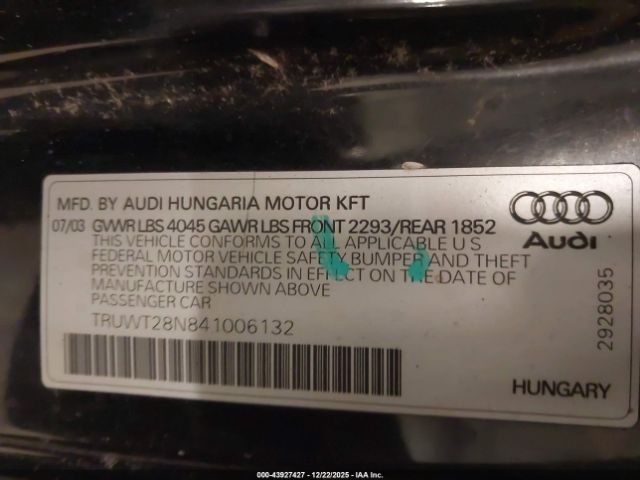 MFD. BY AUDI HUNGARIA MOTOR KFT
07/03 GVWR LBS 4045 GAWR LBS FRONT 2293/REAR 1852
THIS VEHICLE CONFORMS TO ALL APPLICABLE U S
FEDERAL MOTOR VEHICLE SAFETY BUMPER AND THEFT
PREVENTION STANDARDS IN EFFECT ON THE DATE OF
MANUFACTURE SHOWN ABOVE
PASSENGER CAR
TRUWT28N841006132
Audi
2928035
HUNGARY
000-43927427 - 12/22/2025 - IAA Inc.